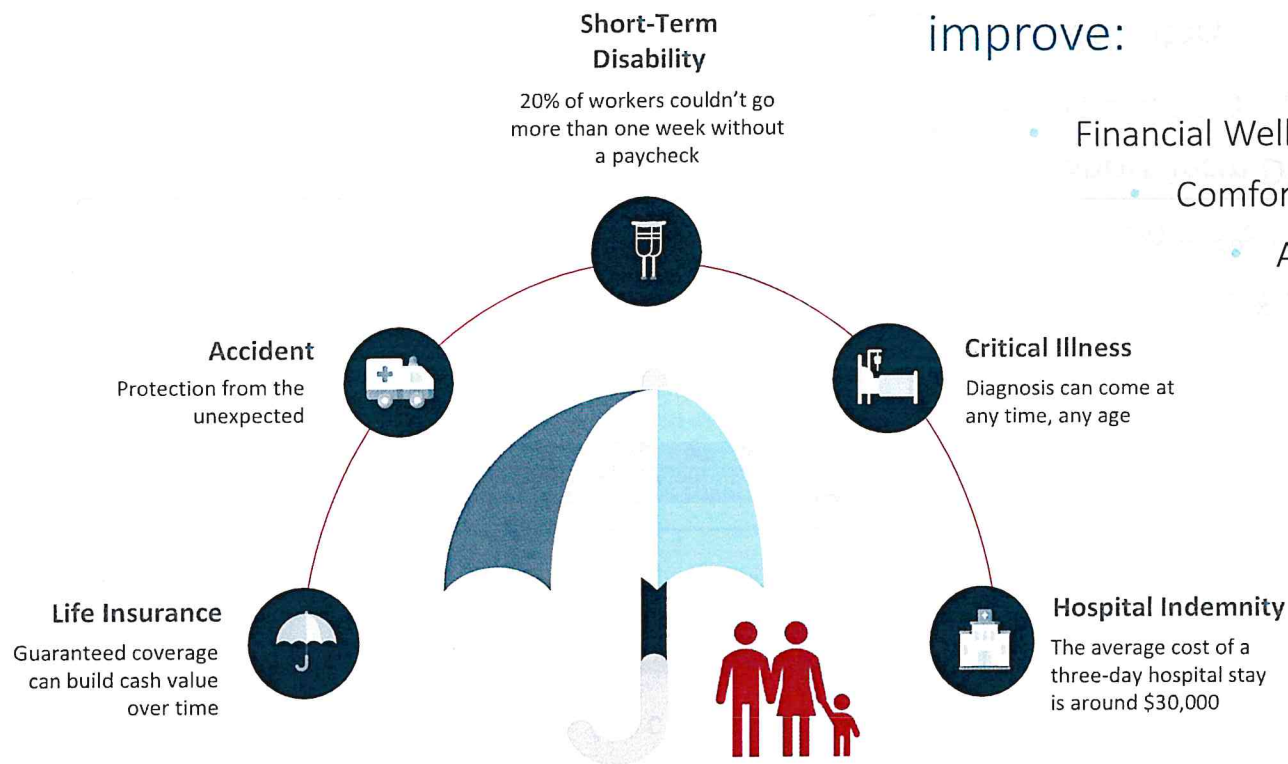 Short-Term
Disability
20% of workers couldn't go
more than one week without
a paycheck
improve:
• Financial Well
• Comfor
• A
Accident
Protection from the
unexpected
Critical Illness
Diagnosis can come at
any time, any age
Life Insurance
Guaranteed coverage
can build cash value
over time
Hospital Indemnity
The average cost of a
three-day hospital stay
is around $30,000